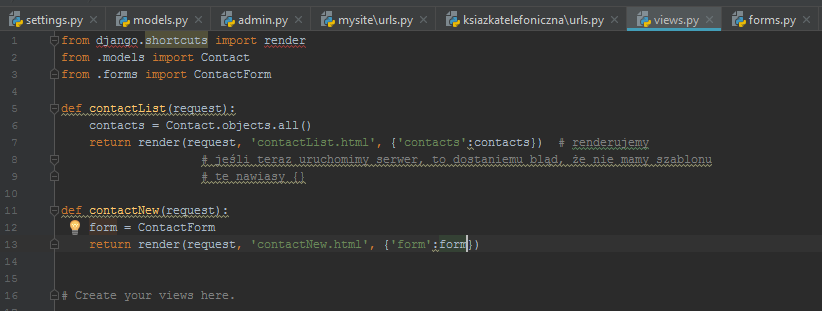 settings.py models.py admin.py mysite\urls.py ksiazkatelefoniczna\urls.py views.py forms.py
1 from django.shortcuts import render
2 from .models import Contact
3 from .forms import ContactForm
4
5 def contactList(request):
6 contacts = Contact.objects.all()
7 return render(request, 'contactList.html', {'contacts':contacts}) # renderujemy
8 # jeśli teraz uruchomimy serwer, to dostaniemu błąd, że nie mamy szablonu
9 # te nawiasy {}
10
11 def contactNew(request):
12 form = ContactForm
13 return render(request, 'contactNew.html', {'form':form})
14
15
16 # Create your views here.